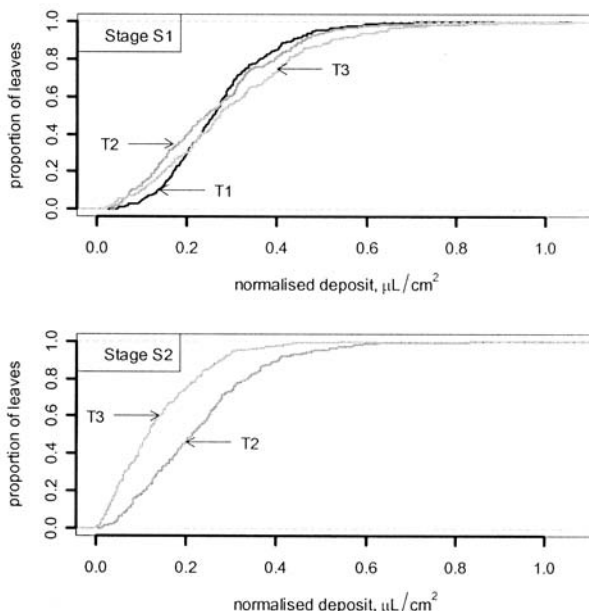 Stage S1
proportion of leaves
0.0 0.2 0.4 0.6 0.8 1.0
T3
T2
T1
0.0 0.2 0.4 0.6 0.8 1.0
normalised deposit, μL/cm²
Stage S2
proportion of leaves
0.0 0.2 0.4 0.6 0.8 1.0
T3
T2
0.0 0.2 0.4 0.6 0.8 1.0
normalised deposit, μL/cm²